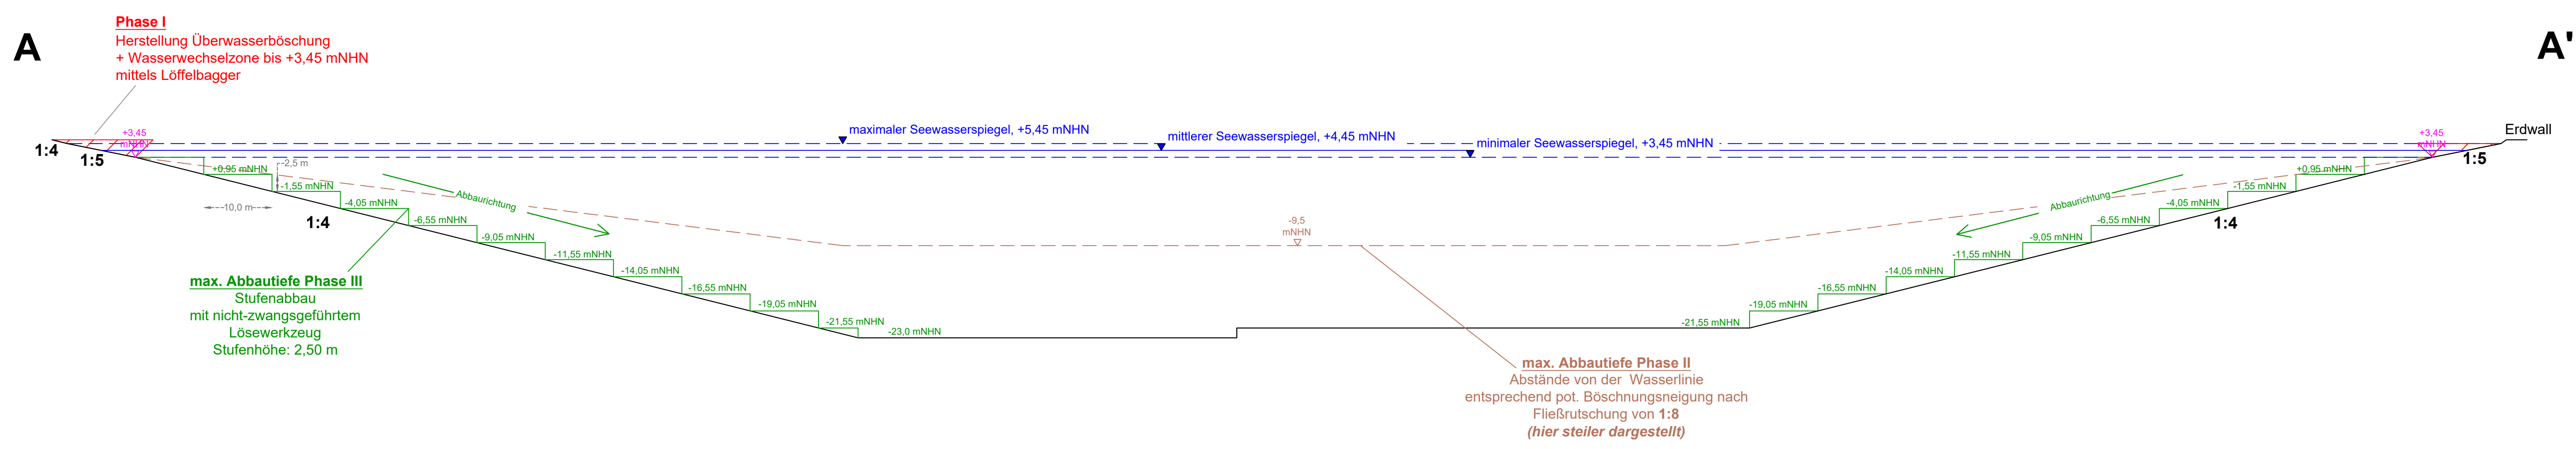 A
A'
Phase I
Herstellung Überwasserböschung
+ Wasserwechselzone bis +3,45 mNHN
mittels Löffelbagger
maximaler Seewasserspiegel, +5,45 mNHN
mittlerer Seewasserspiegel, +4,45 mNHN
minimaler Seewasserspiegel, +3,45 mNHN
Erdwall
+3,45
mNHN
+3,45
mNHN
1:4
1:5
1:5
+0,95 mNHN
-2,5 m
-1,55 mNHN
10,0 m
-4,05 mNHN
1:4
-6,55 mNHN
-9,05 mNHN
-11,55 mNHN
-14,05 mNHN
-16,55 mNHN
-19,05 mNHN
-21,55 mNHN
-23,0 mNHN
Abbaurichtung
-9,5
mNHN
Abbaurichtung
+0,95 mNHN
-1,55 mNHN
-4,05 mNHN
1:4
-6,55 mNHN
-9,05 mNHN
-11,55 mNHN
-14,05 mNHN
-16,55 mNHN
-19,05 mNHN
-21,55 mNHN
max. Abbautiefe Phase III
Stufenabbau
mit nicht-zwangsgeführtem
Lösewerkzeug
Stufenhöhe: 2,50 m
max. Abbautiefe Phase II
Abstände von der Wasserlinie
entsprechend pot. Böschnungsneigung nach
Fließrutschung von 1:8
(hier steiler dargestellt)